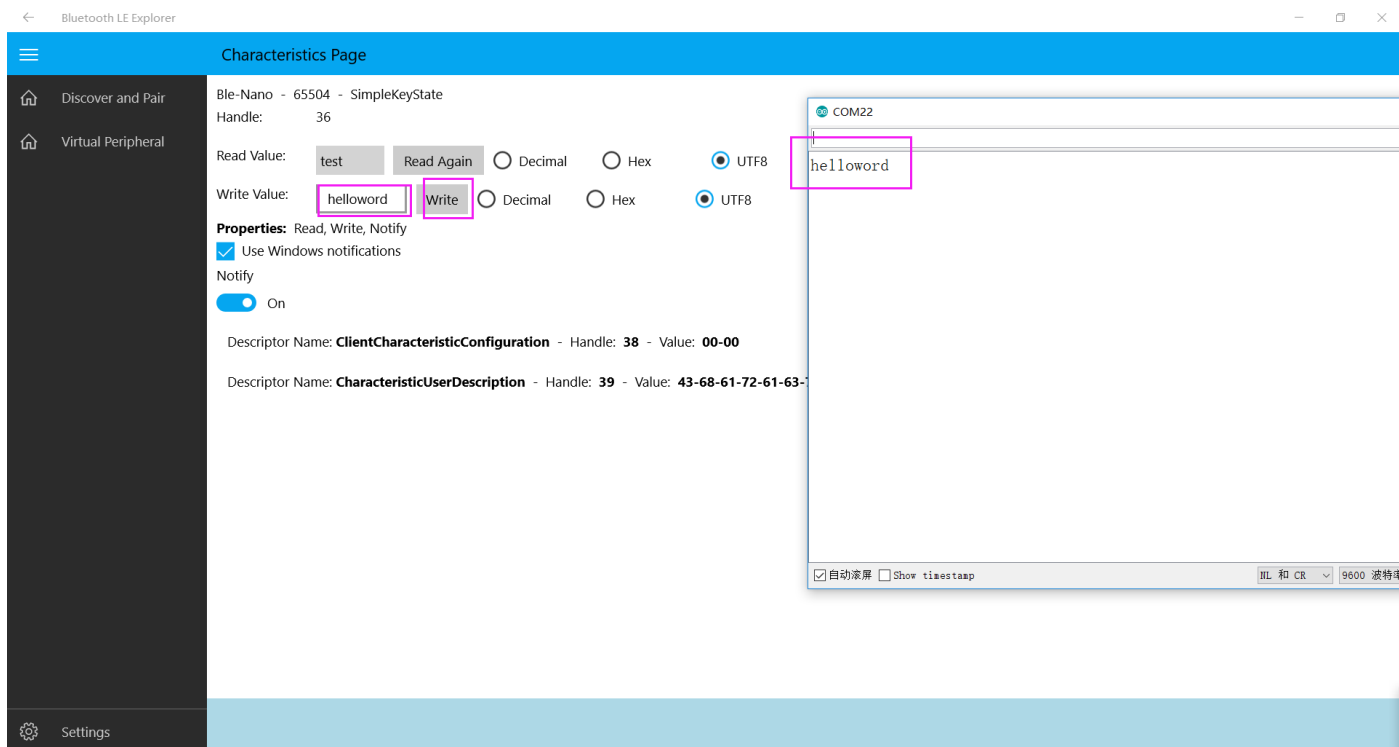 Bluetooth LE Explorer
Characteristics Page
Discover and Pair
Virtual Peripheral
Settings
Ble-Nano - 65504 - SimpleKeyState
Handle: 36
Read Value: test Read Again Decimal Hex UTF8
Write Value: helloword Write Decimal Hex UTF8
Properties: Read, Write, Notify
Use Windows notifications
Notify
On
Descriptor Name: ClientCharacteristicConfiguration - Handle: 38 - Value: 00-00
Descriptor Name: CharacteristicUserDescription - Handle: 39 - Value: 43-68-61-72-61-63-
COM22
helloword
自动滚屏 Show timestamp NL 和 CR 9600 波特率